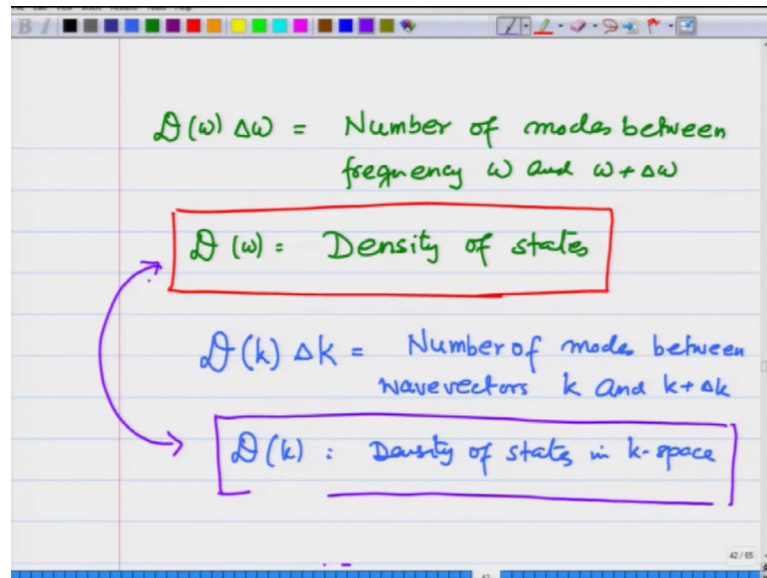 D(ω) Δω = Number of modes between
frequency ω and ω + Δω
D(ω) = Density of states
D(k) Δk = Number of modes between
wavevectors k and k + Δk
D(k) : Density of states in k-space
42 / 65